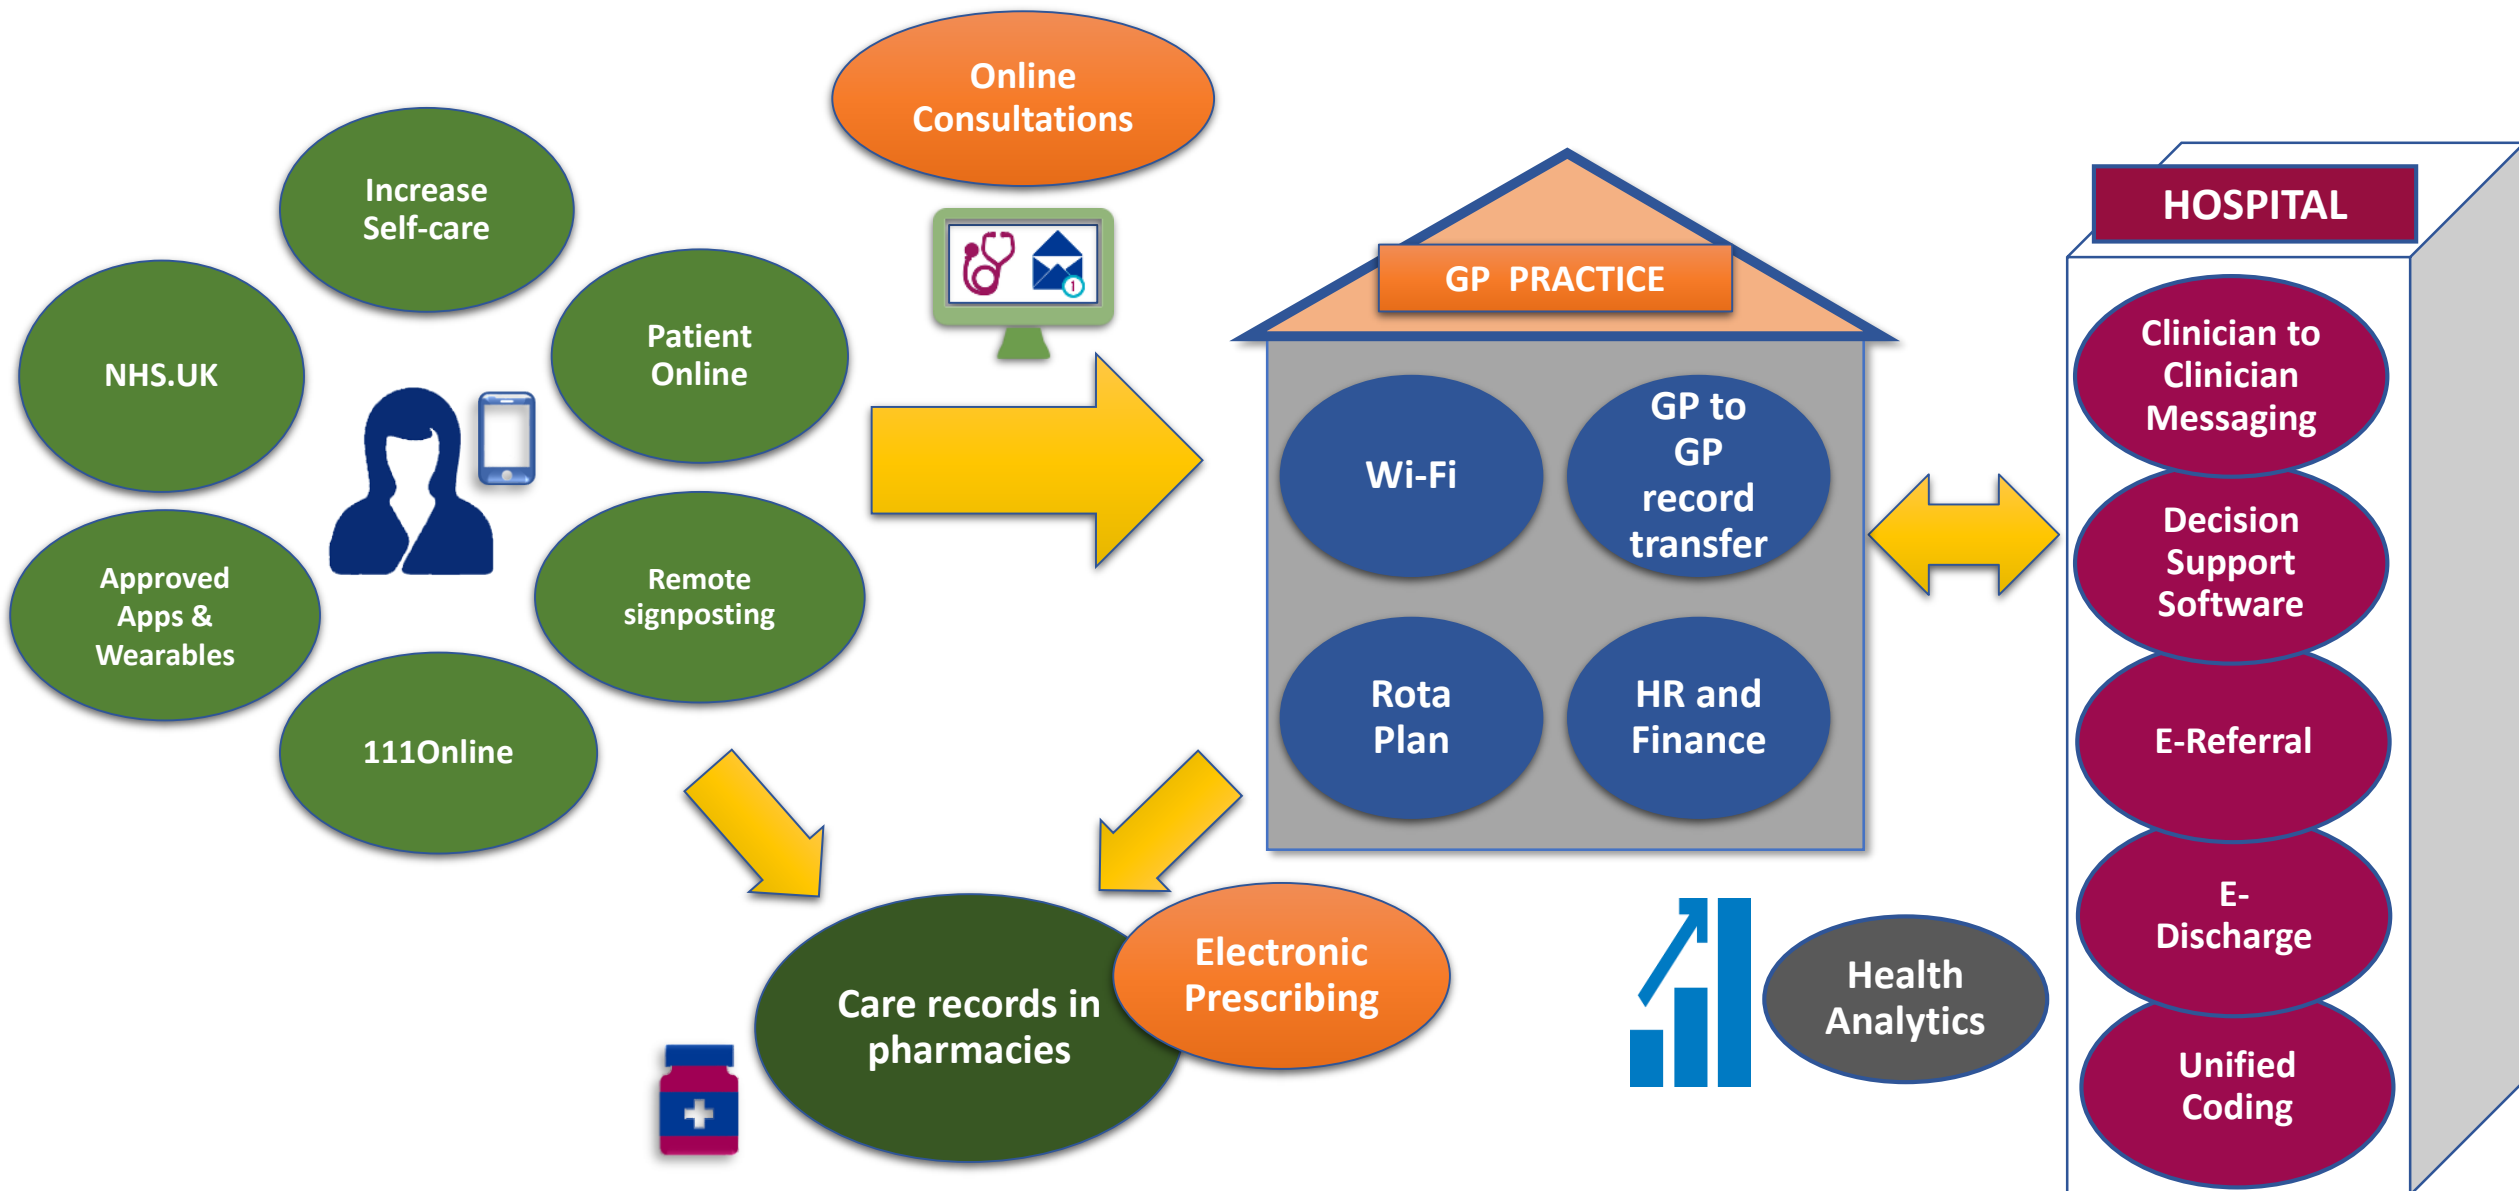 Online
Consultations
Increase
Self-care
NHS.UK
Patient
Online
Approved
Apps &
Wearables
Remote
signposting
111Online
GP  PRACTICE
Wi-Fi
GP to
GP
record
transfer
Rota
Plan
HR and
Finance
HOSPITAL
Clinician to
Clinician
Messaging
Decision
Support
Software
E-Referral
E-
Discharge
Unified
Coding
Care records in
pharmacies
Electronic
Prescribing
Health
Analytics
1